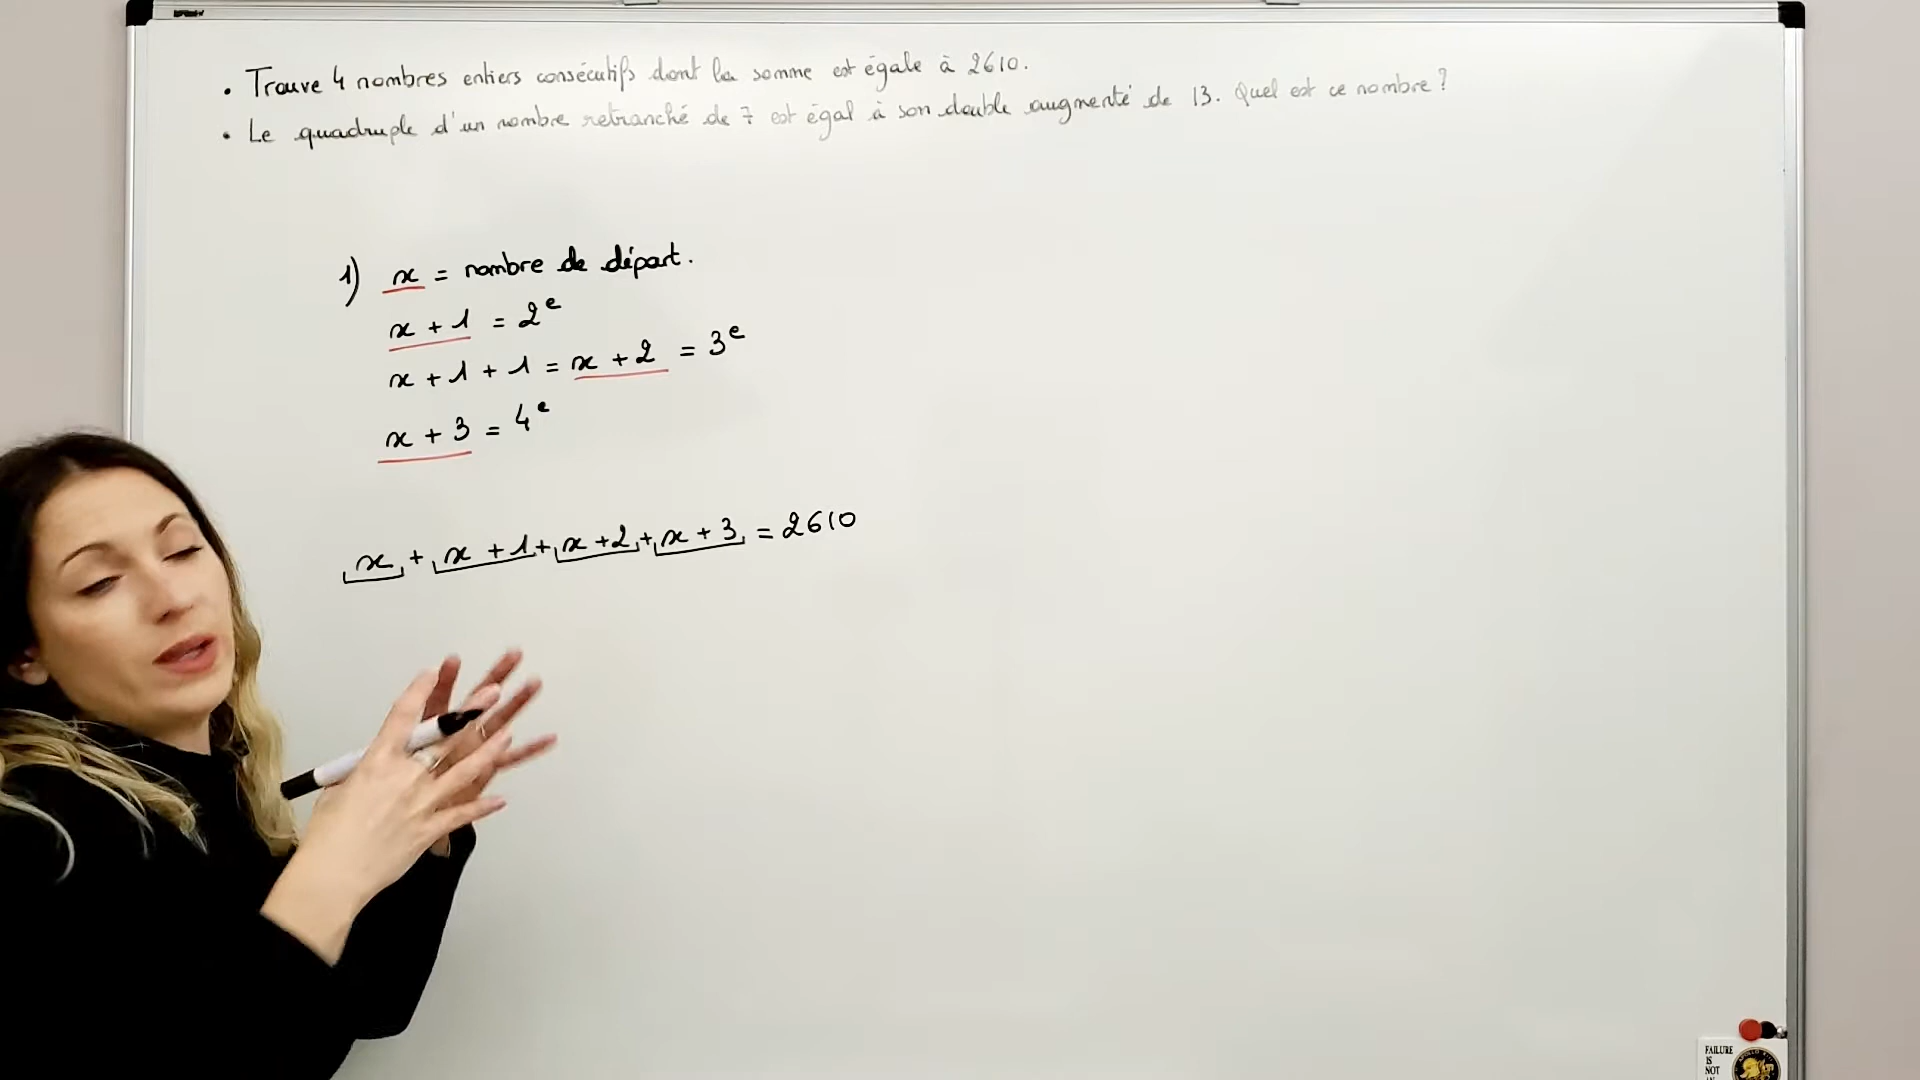 • Trouve 4 nombres entiers consécutifs dont la somme est égale à 2610.
• Le quadruple d'un nombre retranché de 7 est égal à son double augmenté de 13. Quel est ce nombre ?
1) x = nombre de départ.
x + 1 = 2e
x + 1 + 1 = x + 2 = 3e
x + 3 = 4e
x + x + 1 + x + 2 + x + 3 = 2610
FAILURE
IS
NOT